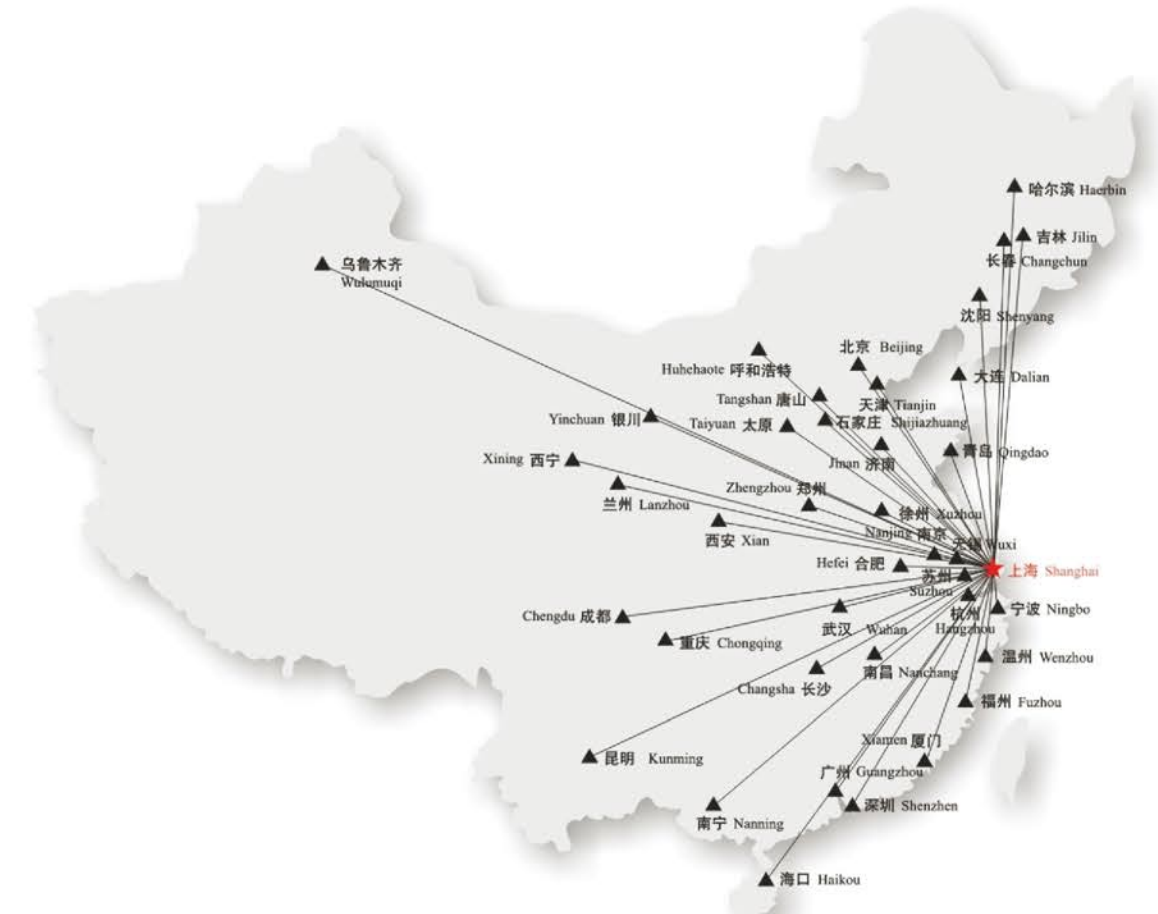 哈尔滨 Haerbin
吉林 Jilin
长春 Changchun
乌鲁木齐
Wulumuqi
沈阳 Shenyang
北京 Beijing
Huhehaote 呼和浩特
大连 Dalian
Tangshan 唐山
天津 Tianjin
Yinchuan 银川
Taiyuan 太原
石家庄 Shijiazhuang
青岛 Qingdao
Xining 西宁
Jinan 济南
Zhengzhou 郑州
兰州 Lanzhou
徐州 Xuzhou
Nanjing 南京
西安 Xian
无锡 Wuxi
Hefei 合肥
上海 Shanghai
苏州
Suzhou
宁波 Ningbo
杭州
Hangzhou
Chengdu 成都
武汉 Wuhan
重庆 Chongqing
温州 Wenzhou
南昌 Nanchang
Changsha 长沙
福州 Fuzhou
Xiamen 厦门
昆明 Kunming
广州 Guangzhou
深圳 Shenzhen
南宁 Nanning
海口 Haikou